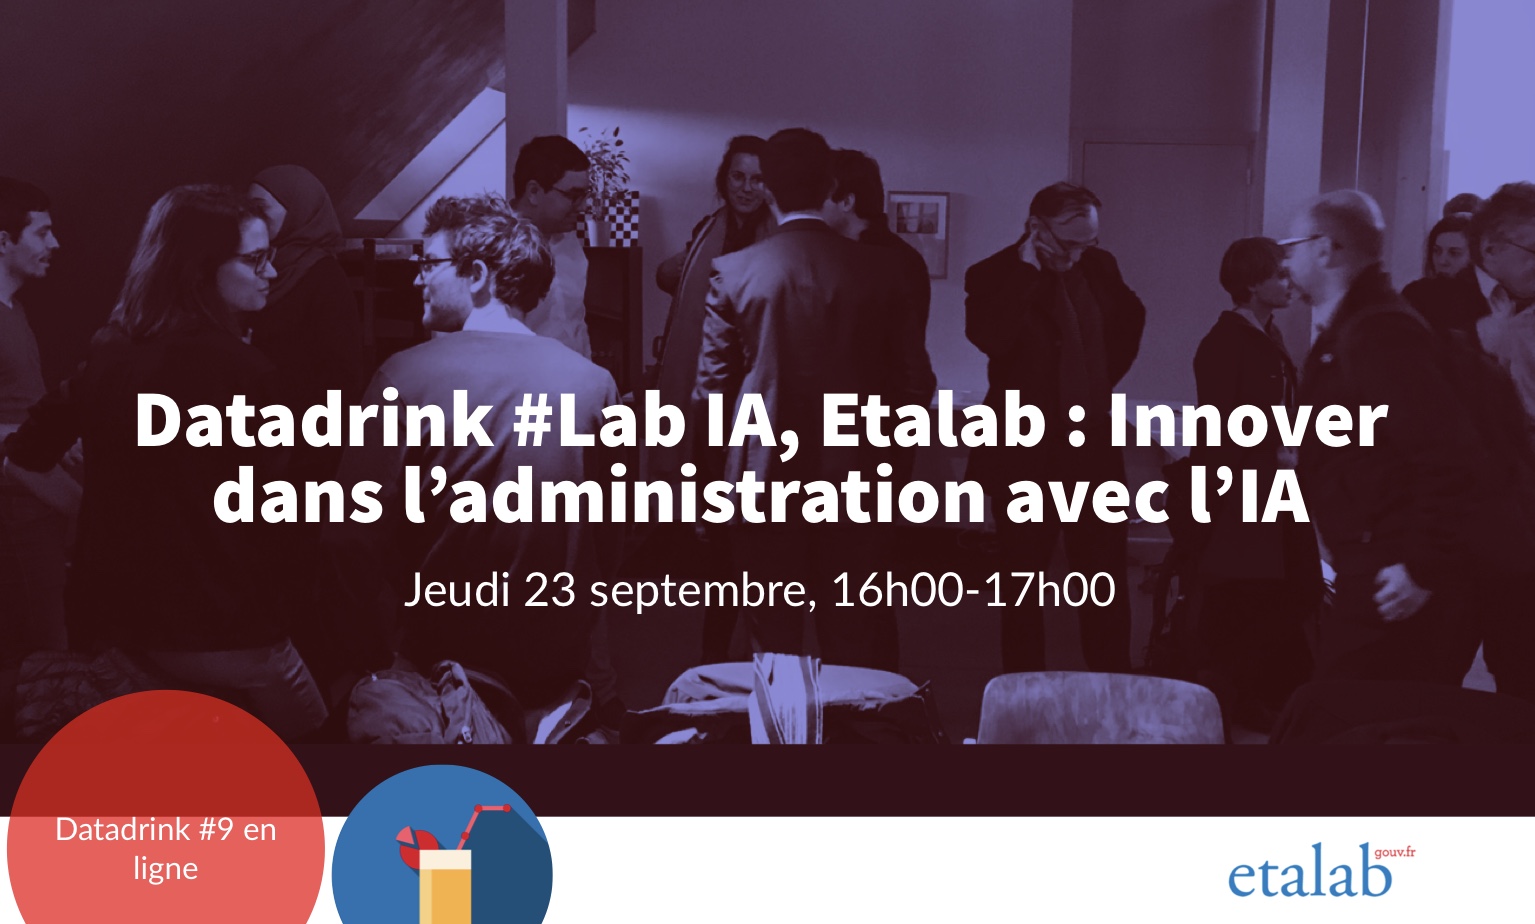 Datadrink #Lab IA, Etalab : Innover
dans l’administration avec l’IA
Jeudi 23 septembre, 16h00-17h00
Datadrink #9 en
ligne
etalab
gouv.fr